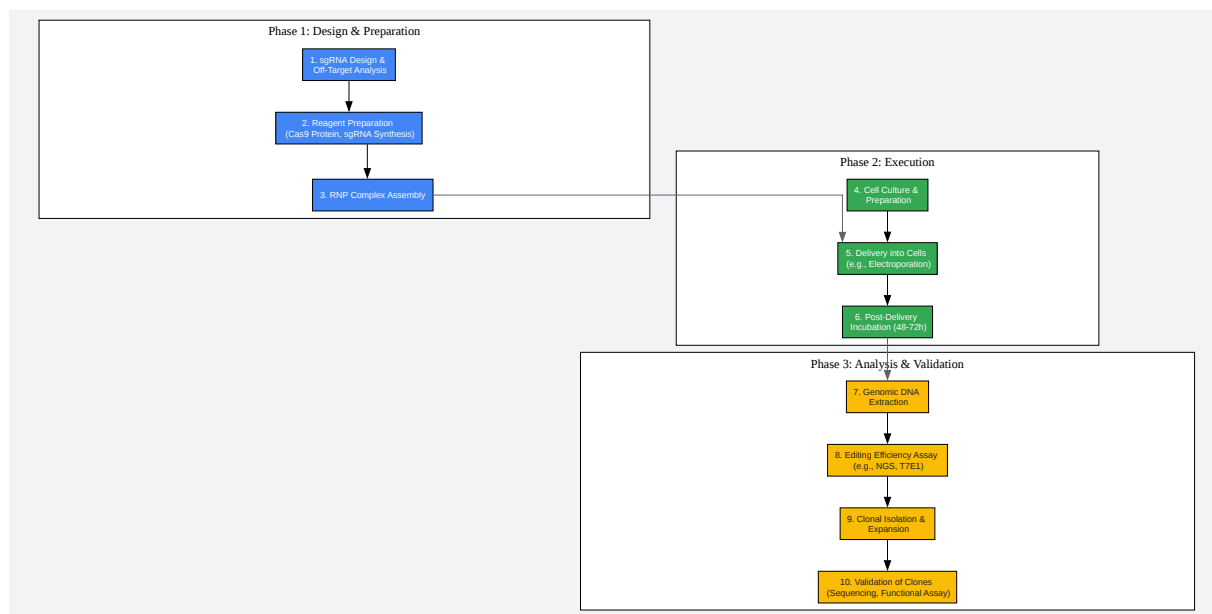 Phase 1: Design & Preparation
1. sgRNA Design &
Off-Target Analysis
2. Reagent Preparation
(Cas9 Protein, sgRNA Synthesis)
3. RNP Complex Assembly
Phase 2: Execution
4. Cell Culture &
Preparation
5. Delivery into Cells
(e.g., Electroporation)
6. Post-Delivery
Incubation (48-72h)
Phase 3: Analysis & Validation
7. Genomic DNA
Extraction
8. Editing Efficiency Assay
(e.g., NGS, T7E1)
9. Clonal Isolation &
Expansion
10. Validation of Clones
(Sequencing, Functional Assay)